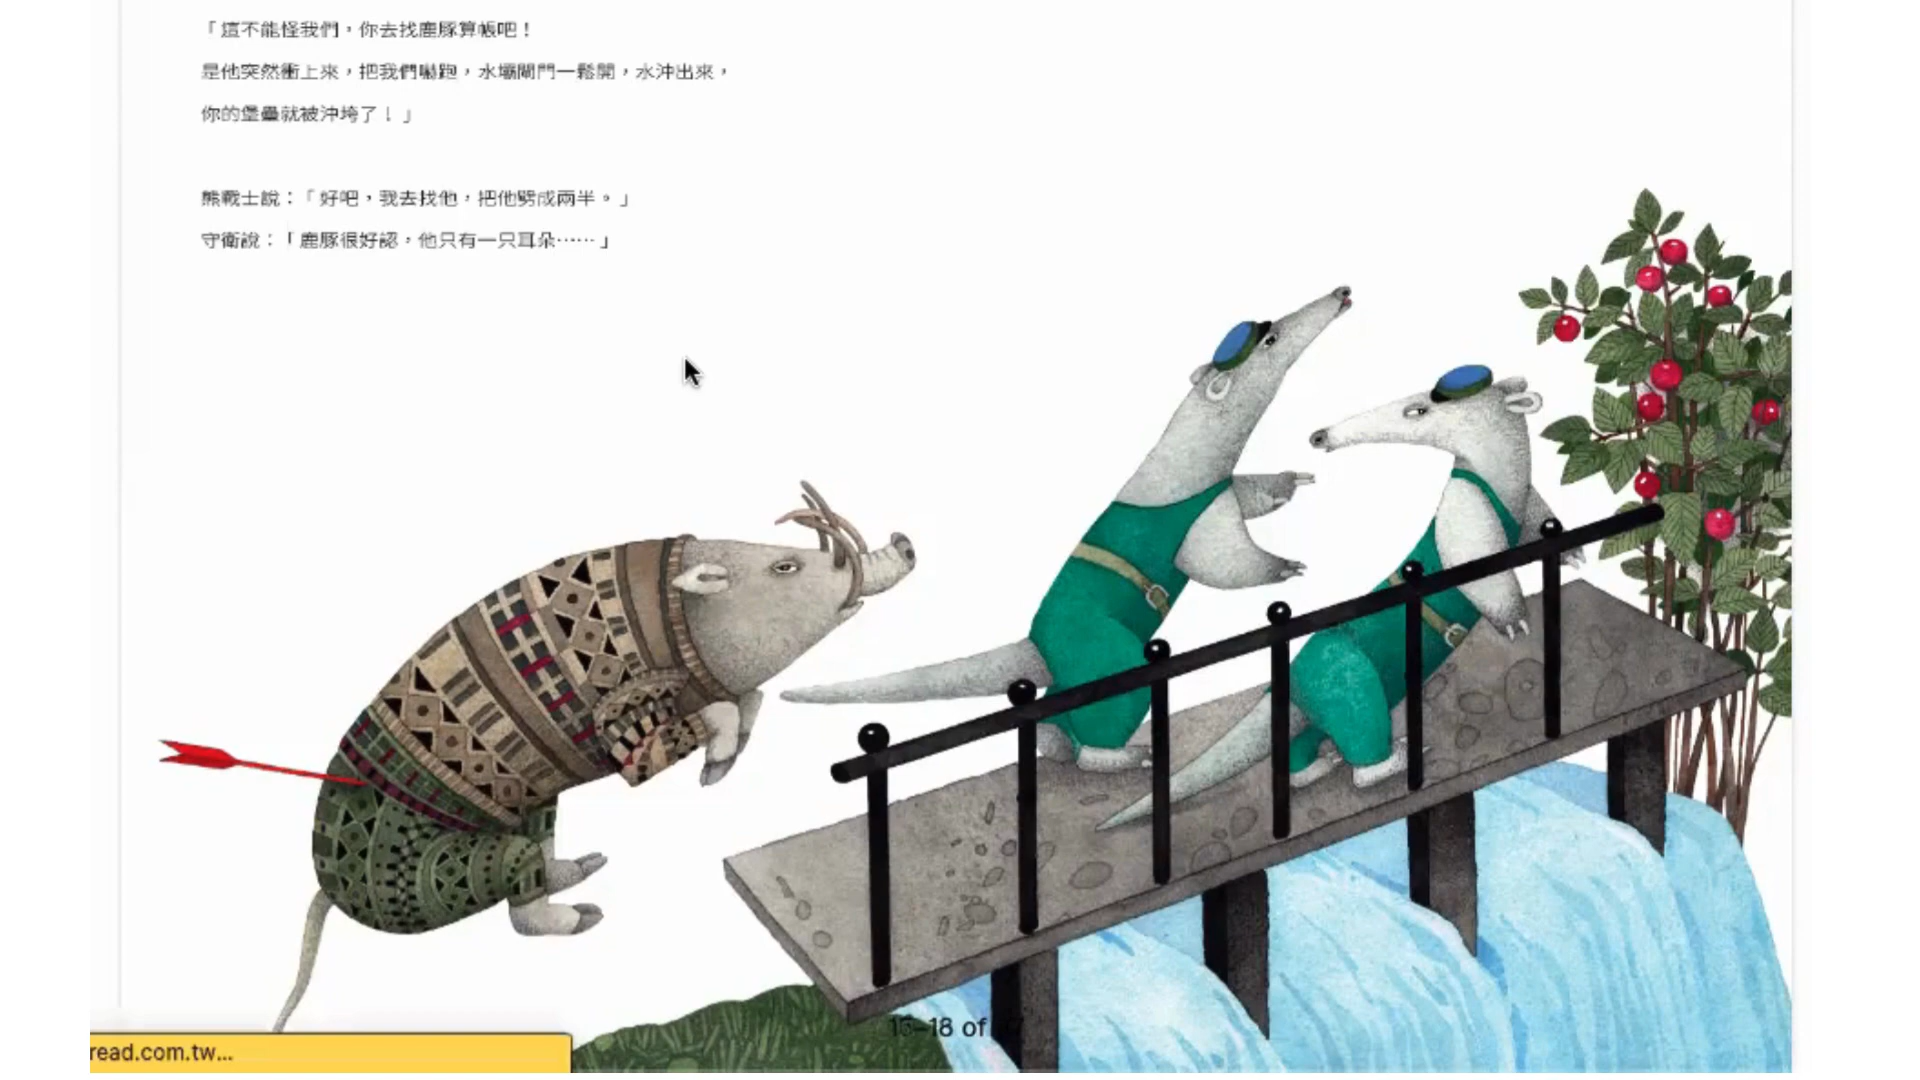 「這不能怪我們，你去找鹿豚算帳吧！
是他突然衝上來，把我們嚇跑，水壩閘門一鬆開，水沖出來，
你的堡壘就被沖垮了！」
熊戰士說：「好吧，我去找他，把他劈成兩半。」
守衛說：「鹿豚很好認，他只有一只耳朵⋯⋯」
–18 of
read.com.tw...